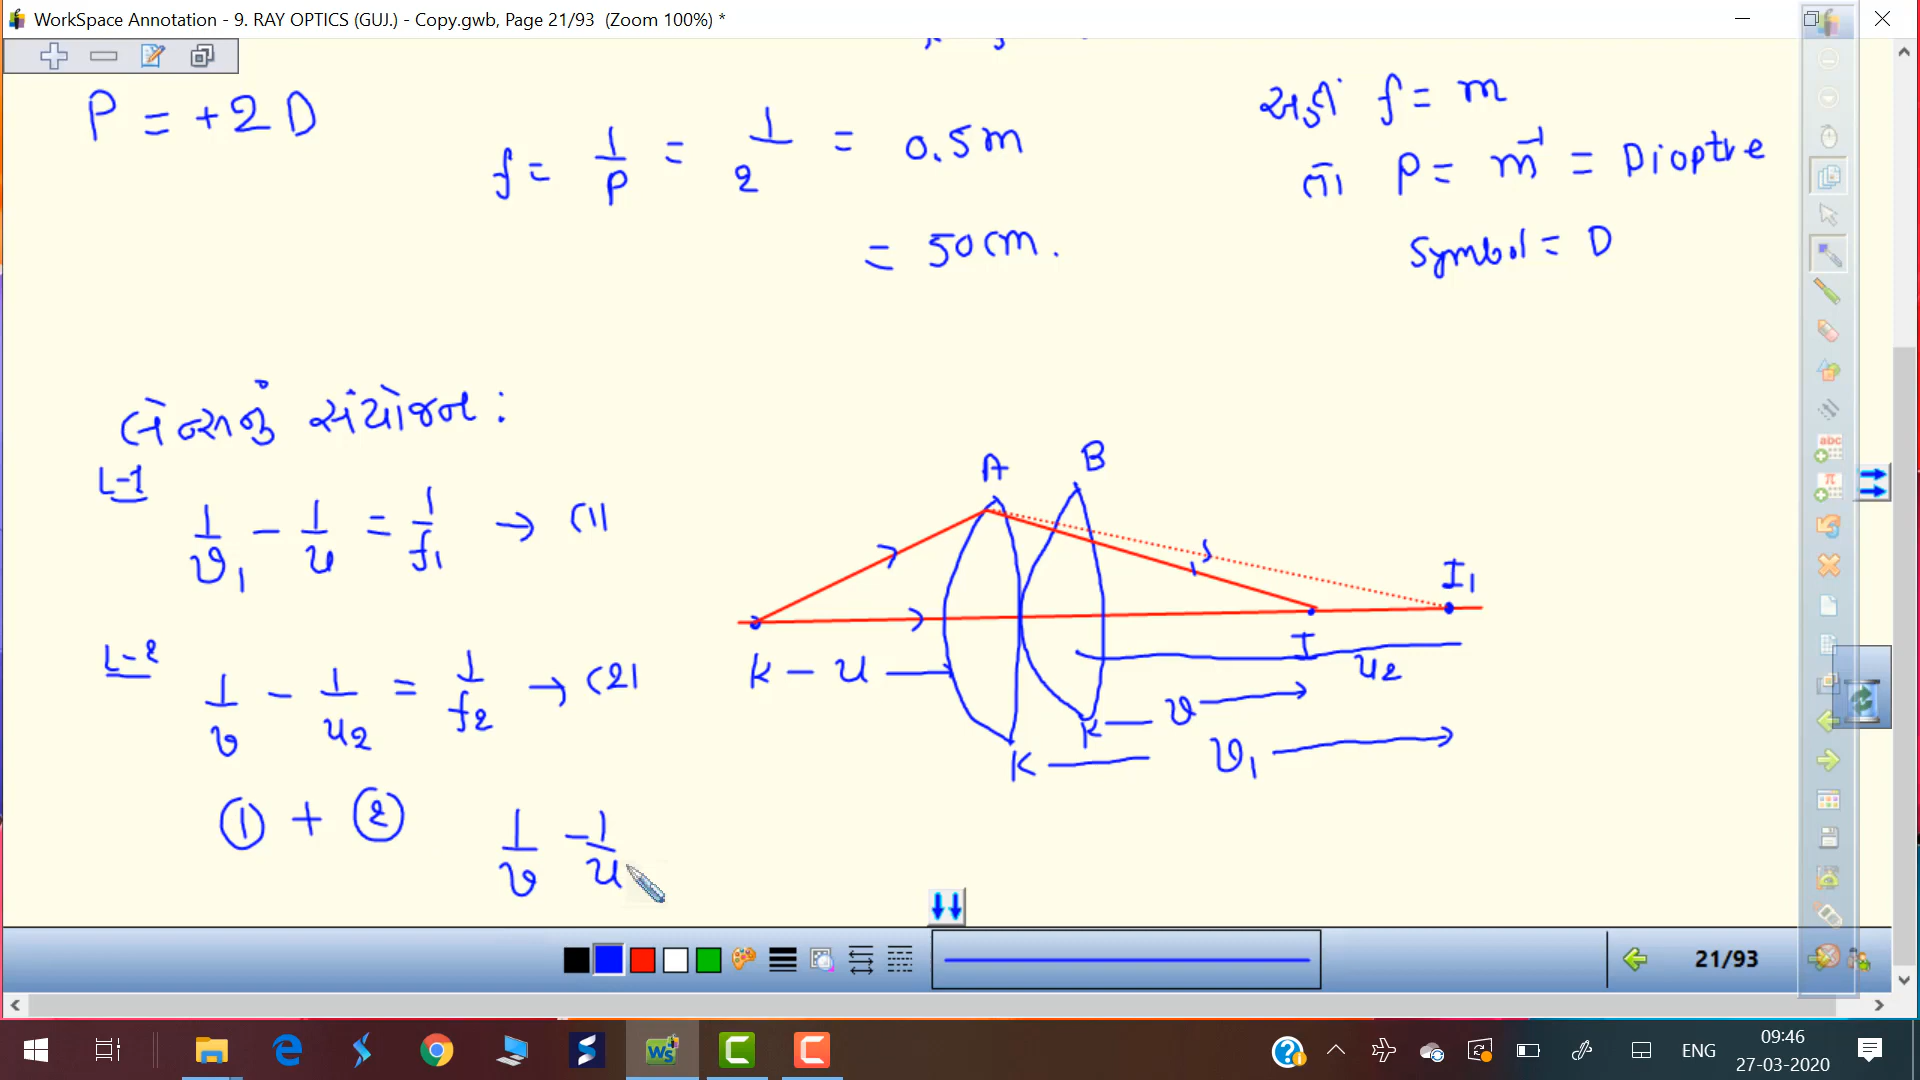 WorkSpace Annotation - 9. RAY OPTICS (GUJ.) - Copy.gwb, Page 21/93 (Zoom 100%) *
P = +2 D
f = 1/P = 1/2 = 0.5m
= 50 cm.
અહીં f = m
તો P = m⁻¹ = Dioptre
Symbol = D
લેન્સનું સંયોજન :
L-1
1/v₁ - 1/u = 1/f₁ → (1)
L-2
1/v - 1/u₂ = 1/f₂ → (2)
① + ② 1/v - 1/u
A B
I₁
I
K - u
u₂
K v
K v₁
abc
π
21/93
ENG
09:46
27-03-2020